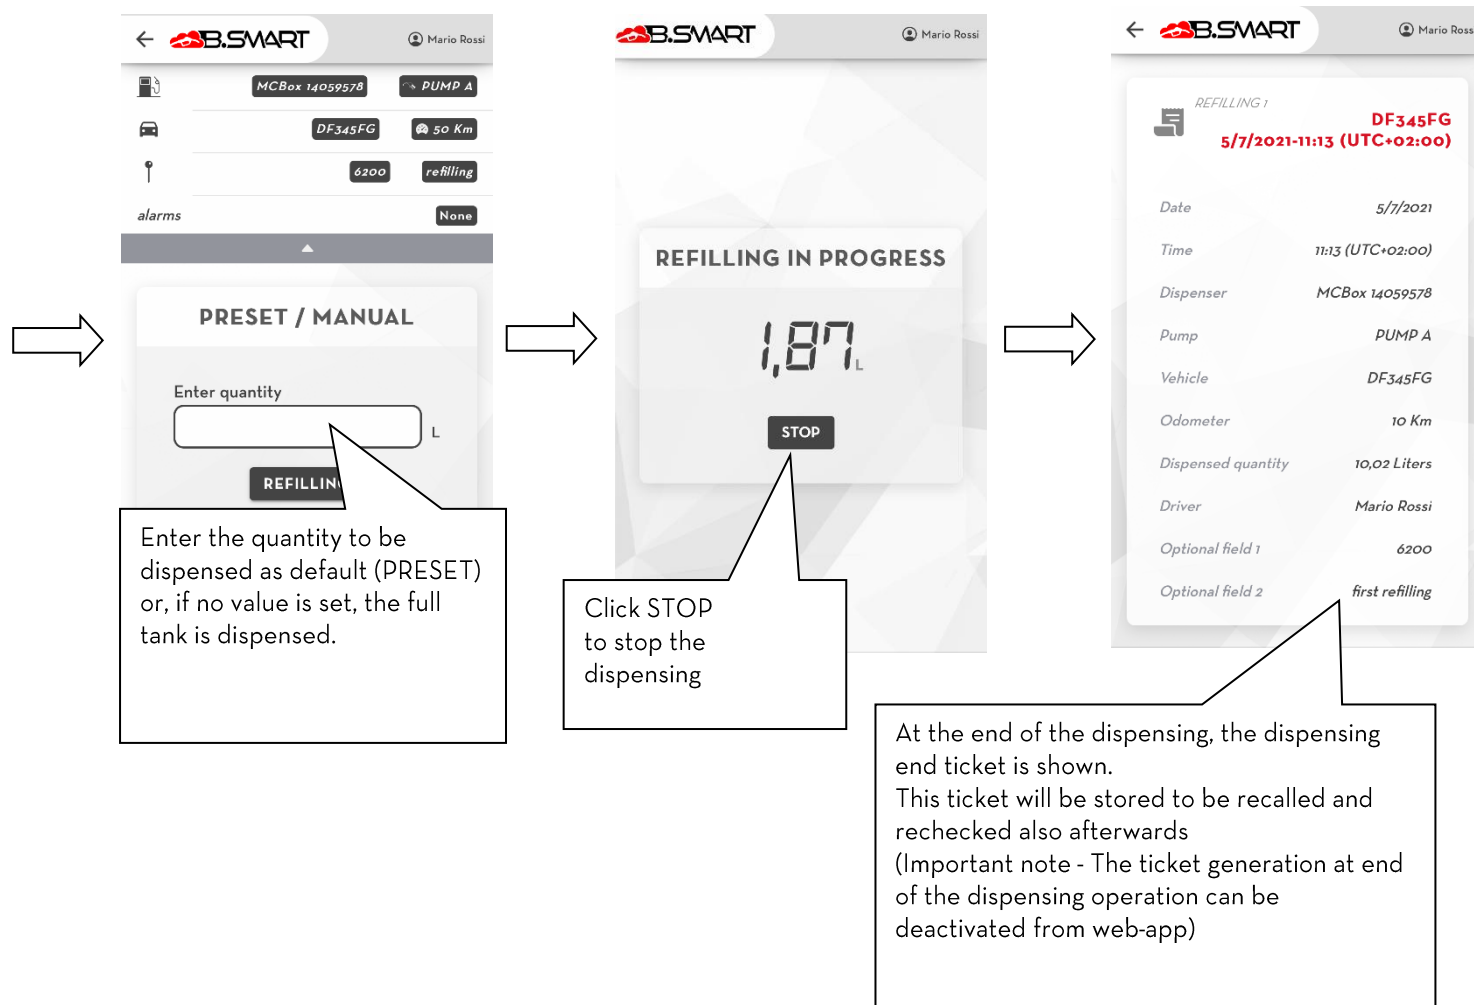 B.SMART
Mario Rossi
MCBox 14059578
PUMP A
DF345FG
50 Km
6200
refilling
alarms
None
PRESET / MANUAL
Enter quantity
L
Enter the quantity to be
dispensed as default (PRESET)
or, if no value is set, the full
tank is dispensed.
B.SMART
Mario Rossi
REFILLING IN PROGRESS
1,87 L
STOP
Click STOP
to stop the
dispensing
B.SMART
Mario
REFILLING 1
DF345FG
5/7/2021-11:13 (UTC+02:00)
Date 5/7/2021
Time 11:13 (UTC+02:00)
Dispenser MCBox 14059578
Pump PUMP A
Vehicle DF345FG
Odometer 10 Km
Dispensed quantity 10,02 Liters
Driver Mario Rossi
Optional field 1 6200
Optional field 2 first refilling
At the end of the dispensing, the dispensing
end ticket is shown.
This ticket will be stored to be recalled and
rechecked also afterwards
(Important note - The ticket generation at end
of the dispensing operation can be
deactivated from web-app)